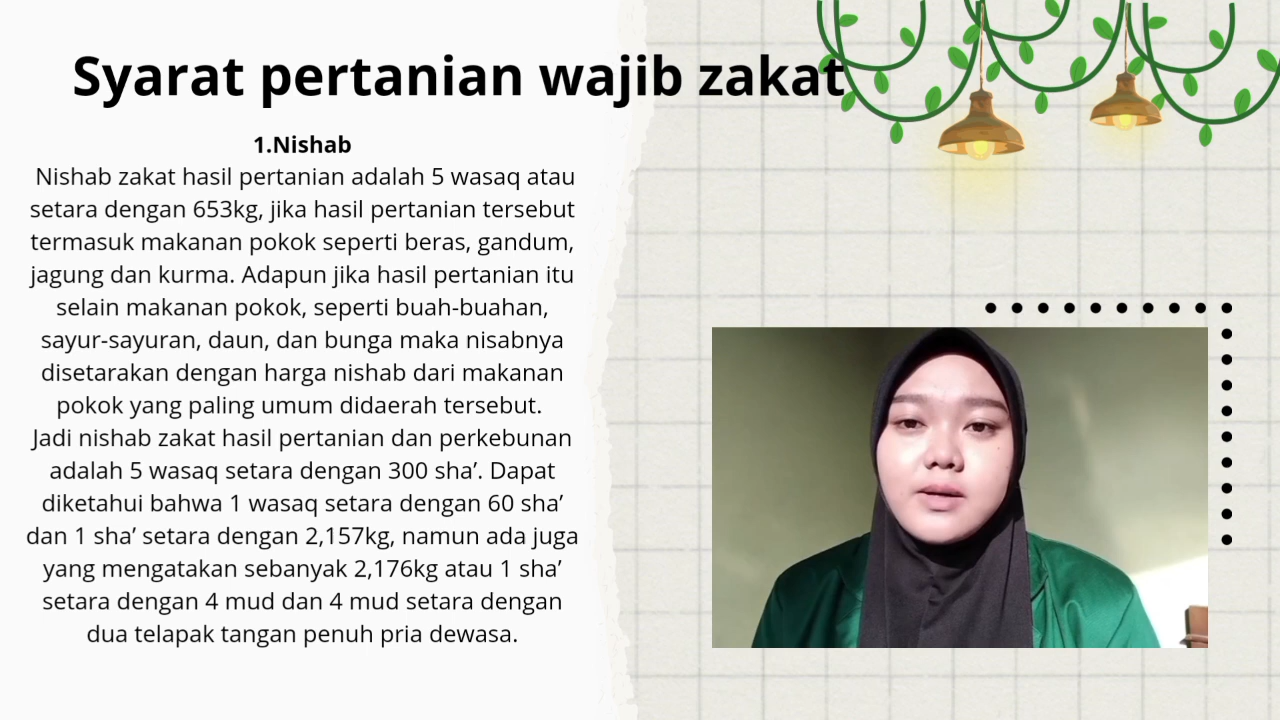 Syarat pertanian wajib zakat
1.Nishab
Nishab zakat hasil pertanian adalah 5 wasaq atau
setara dengan 653kg, jika hasil pertanian tersebut
termasuk makanan pokok seperti beras, gandum,
jagung dan kurma. Adapun jika hasil pertanian itu
selain makanan pokok, seperti buah-buahan,
sayur-sayuran, daun, dan bunga maka nisabnya
disetarakan dengan harga nishab dari makanan
pokok yang paling umum didaerah tersebut.
Jadi nishab zakat hasil pertanian dan perkebunan
adalah 5 wasaq setara dengan 300 sha’. Dapat
diketahui bahwa 1 wasaq setara dengan 60 sha’
dan 1 sha’ setara dengan 2,157kg, namun ada juga
yang mengatakan sebanyak 2,176kg atau 1 sha’
setara dengan 4 mud dan 4 mud setara dengan
dua telapak tangan penuh pria dewasa.